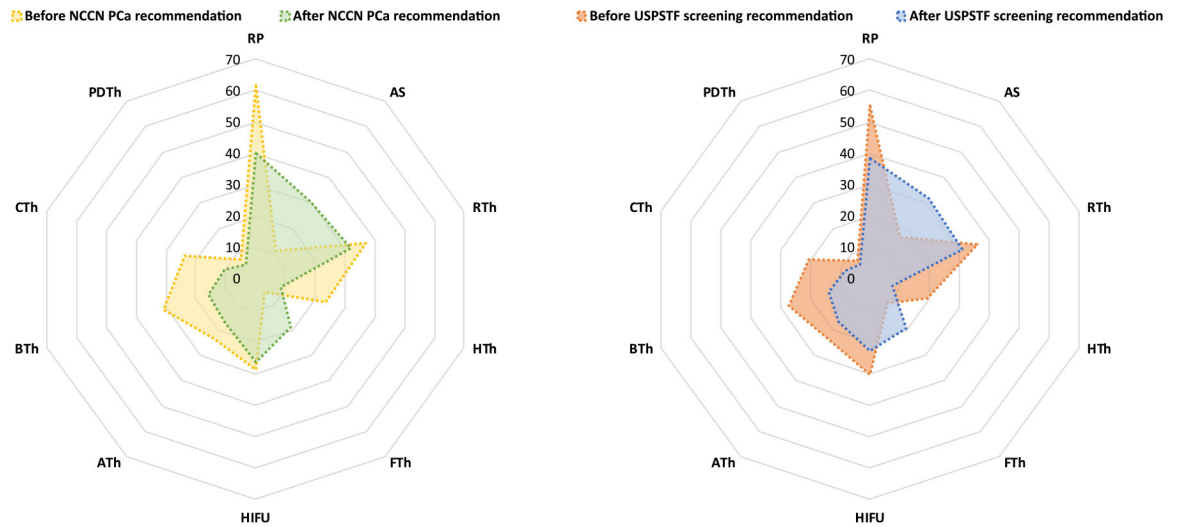 Before NCCN PCa recommendation After NCCN PCa recommendation
RP
70
60
50
40
30
20
10
0
AS
RTh
HTh
FTh
HIFU
ATh
BTh
CTh
PDTh
Before USPSTF screening recommendation After USPSTF screening recommendation
RP
70
60
50
40
30
20
10
0
AS
RTh
HTh
FTh
HIFU
ATh
BTh
CTh
PDTh